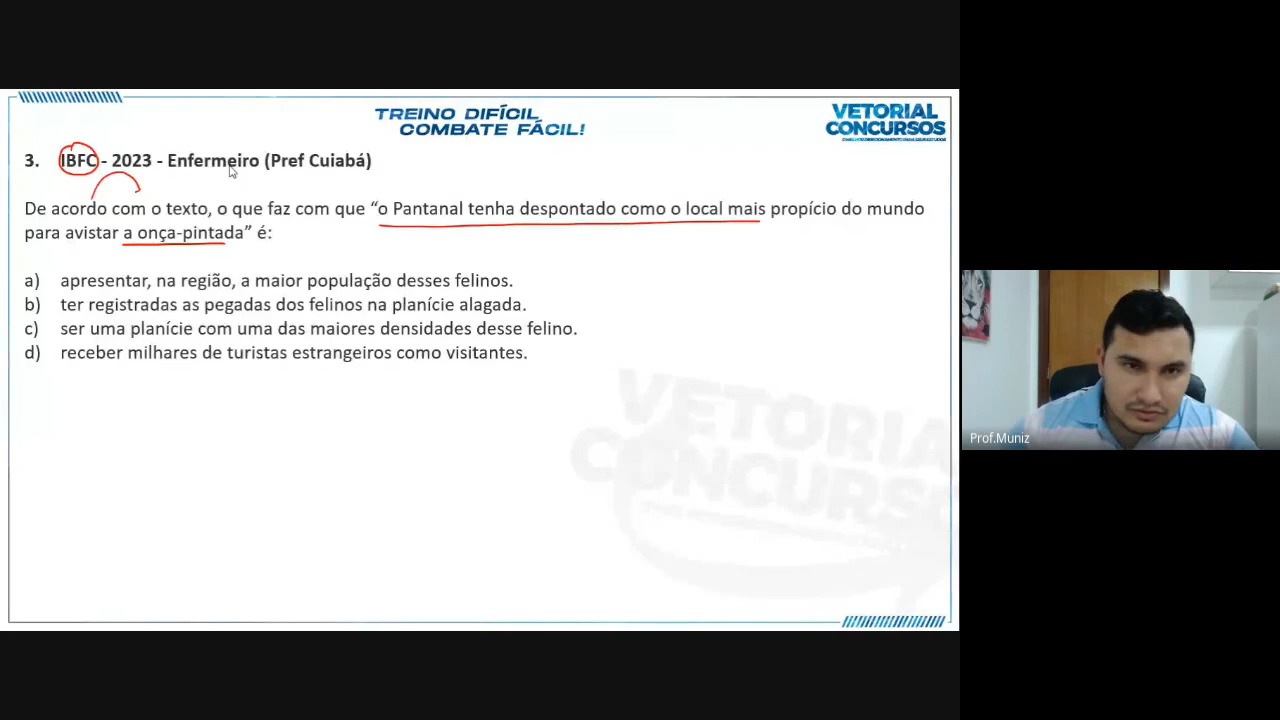 TREINO DIFÍCIL
COMBATE FÁCIL!
VETORIAL
CONCURSOS
3. IBFC - 2023 - Enfermeiro (Pref Cuiabá)
De acordo com o texto, o que faz com que “o Pantanal tenha despontado como o local mais propício do mundo
para avistar a onça-pintada” é:
a) apresentar, na região, a maior população desses felinos.
b) ter registradas as pegadas dos felinos na planície alagada.
c) ser uma planície com uma das maiores densidades desse felino.
d) receber milhares de turistas estrangeiros como visitantes.
VETORIAL
CONCURSOS
Prof.Muniz